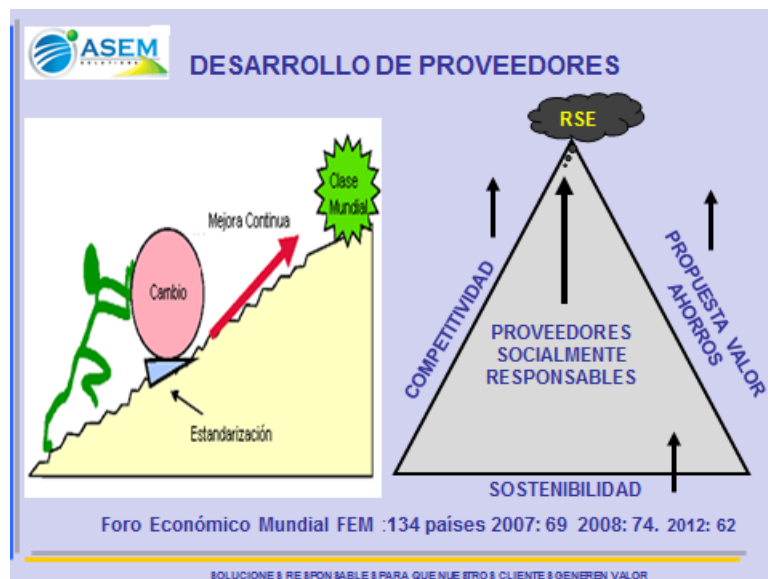 ASEM
SOLUTIONS
DESARROLLO DE PROVEEDORES
Clase
Mundial
Mejora Continua
Cambio
Estandarización
RSE
COMPETITIVIDAD
PROPUESTA VALOR
AHORROS
PROVEEDORES
SOCIALMENTE
RESPONSABLES
SOSTENIBILIDAD
Foro Económico Mundial FEM :134 países 2007: 69 2008: 74. 2012: 62
SOLUCIONES RESPONSABLES PARA QUE NUESTROS CLIENTES GENEREN VALOR